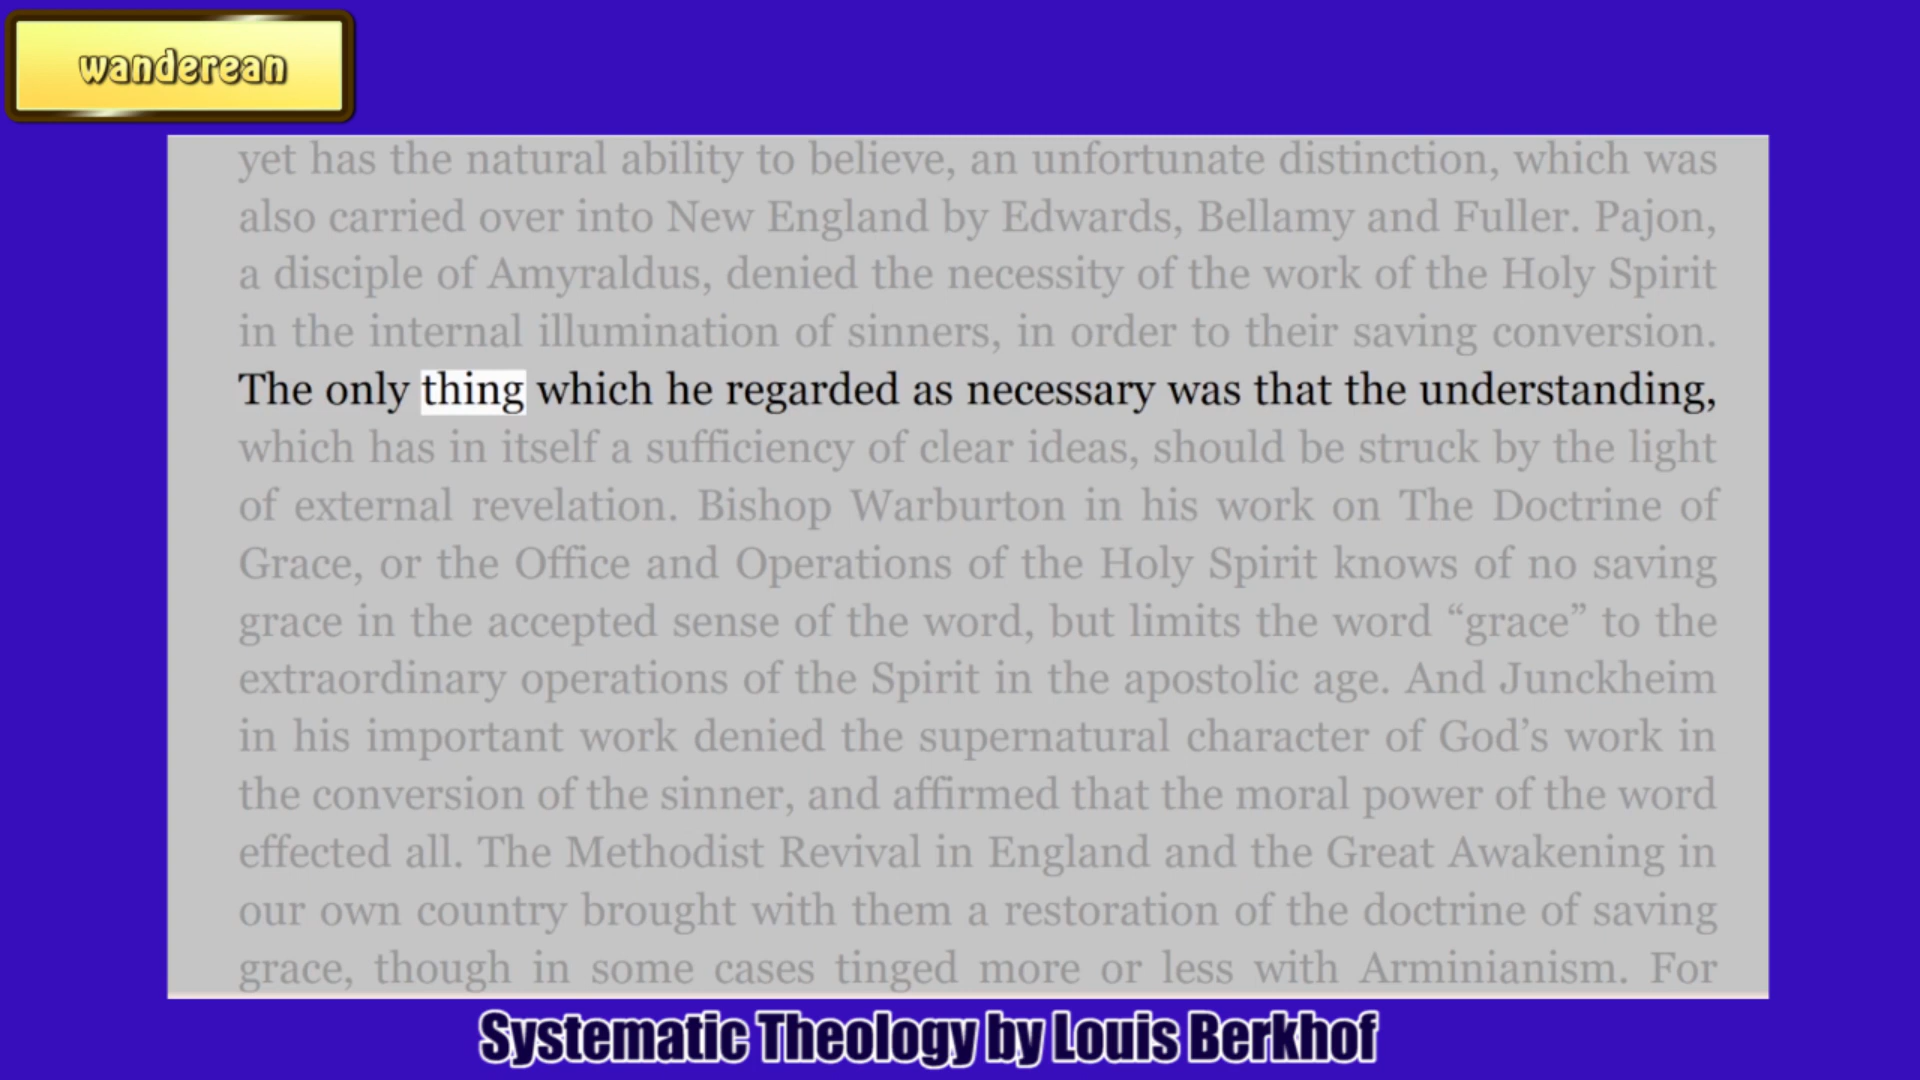 wanderean
yet has the natural ability to believe, an unfortunate distinction, which was
also carried over into New England by Edwards, Bellamy and Fuller. Pajon,
a disciple of Amyraldus, denied the necessity of the work of the Holy Spirit
in the internal illumination of sinners, in order to their saving conversion.
The only thing which he regarded as necessary was that the understanding,
which has in itself a sufficiency of clear ideas, should be struck by the light
of external revelation. Bishop Warburton in his work on The Doctrine of
Grace, or the Office and Operations of the Holy Spirit knows of no saving
grace in the accepted sense of the word, but limits the word “grace” to the
extraordinary operations of the Spirit in the apostolic age. And Junckheim
in his important work denied the supernatural character of God’s work in
the conversion of the sinner, and affirmed that the moral power of the word
effected all. The Methodist Revival in England and the Great Awakening in
our own country brought with them a restoration of the doctrine of saving
grace, though in some cases tinged more or less with Arminianism. For
Systematic Theology by Louis Berkhof